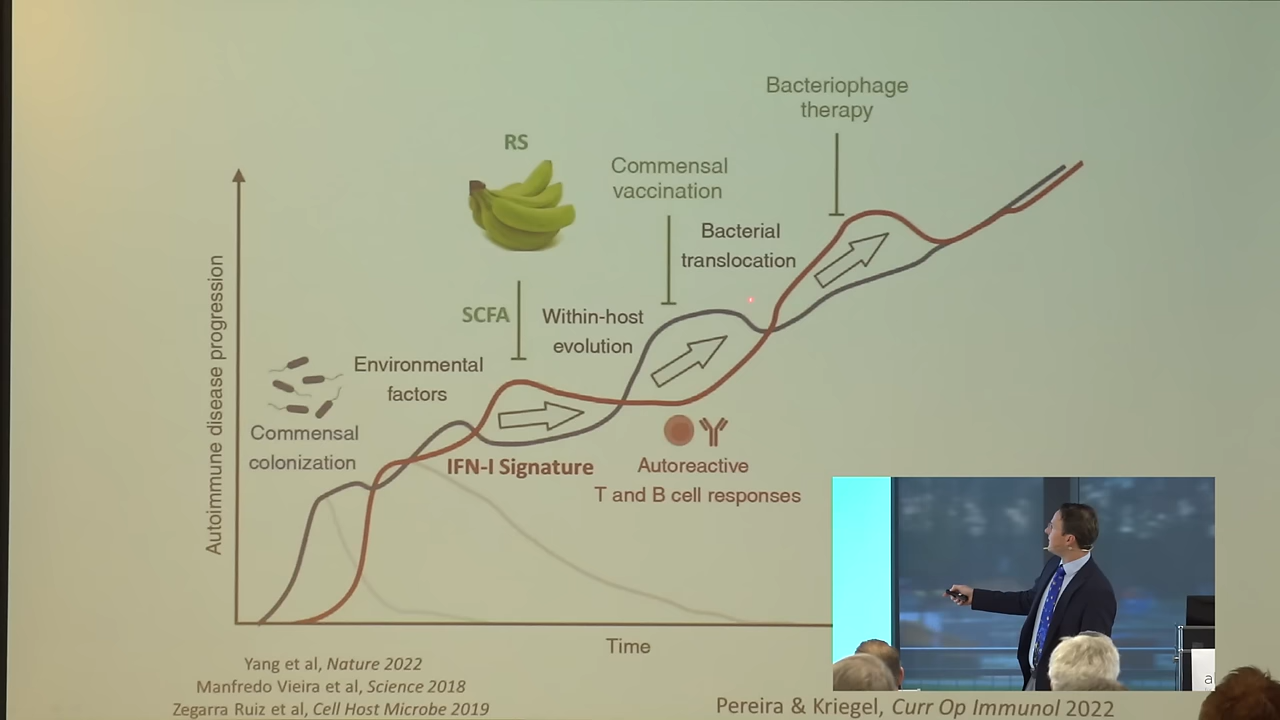 Bacteriophage
therapy
RS
Commensal
vaccination
Bacterial
translocation
SCFA
Within-host
evolution
Environmental
factors
Commensal
colonization
IFN-I Signature
Autoreactive
T and B cell responses
Autoimmune disease progression
Time
Yang et al, Nature 2022
Manfredo Vieira et al, Science 2018
Zegarra Ruiz et al, Cell Host Microbe 2019
Pereira & Kriegel, Curr Op Immunol 2022